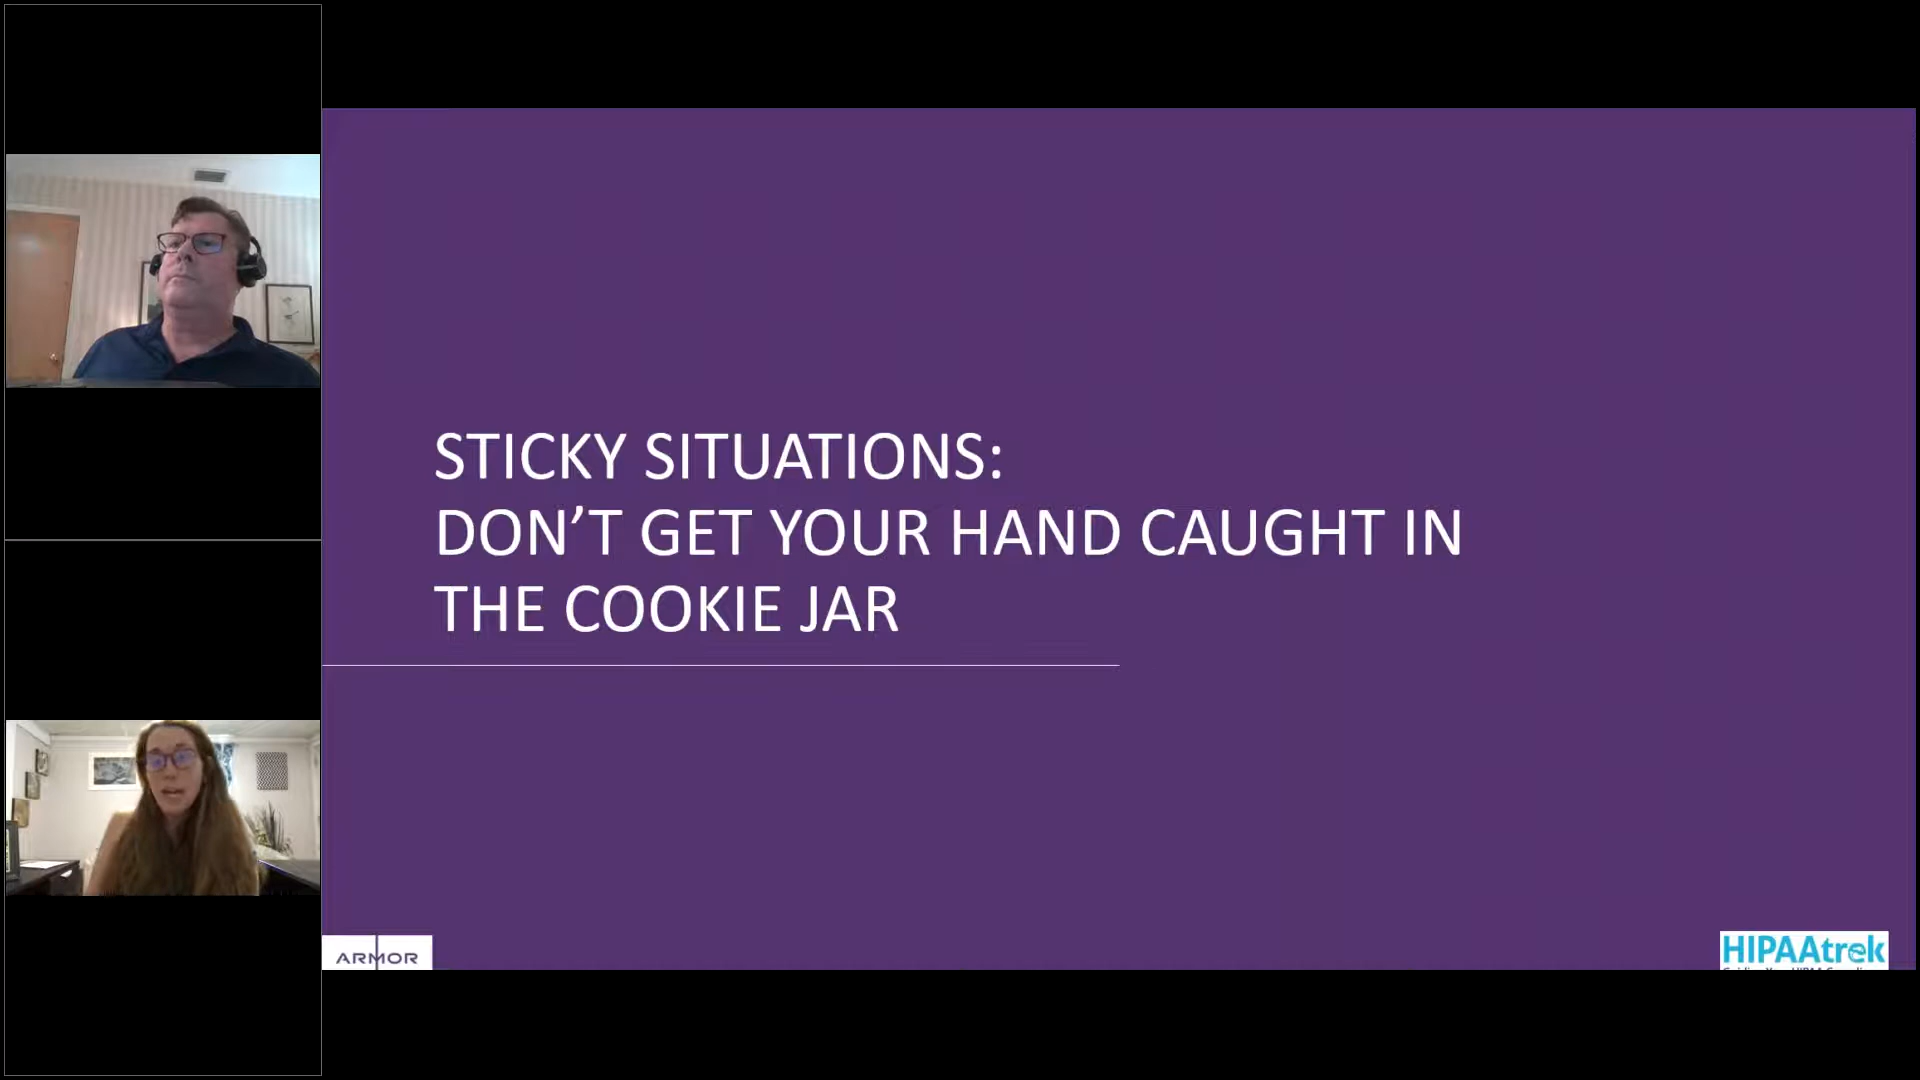 STICKY SITUATIONS:
DON’T GET YOUR HAND CAUGHT IN
THE COOKIE JAR
ARMOR
HIPAAtrek